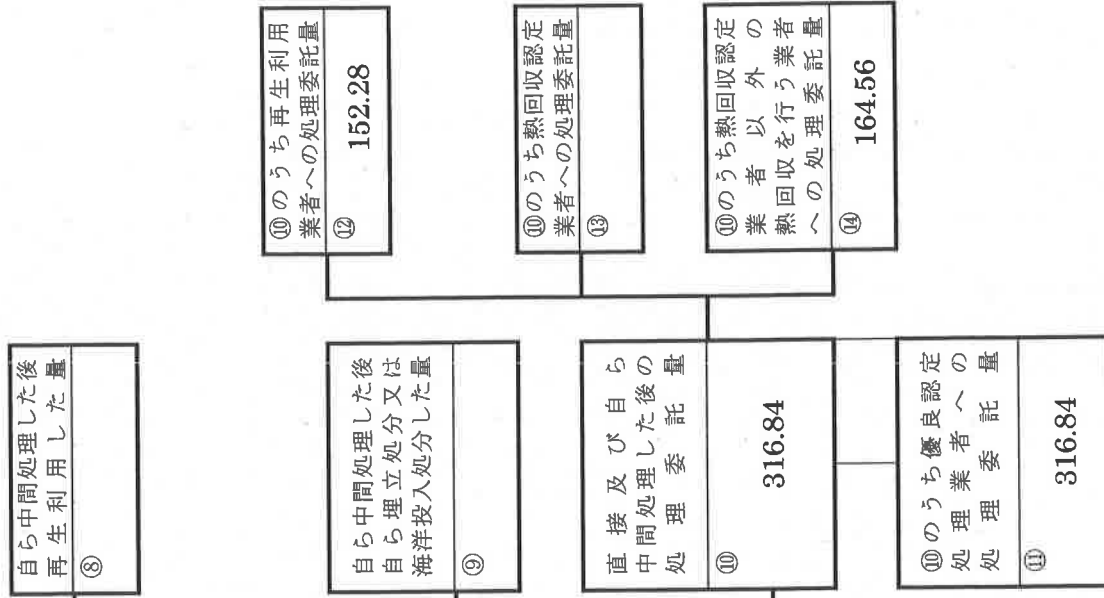 自ら中間処理した後
再生利用した量
⑧
自ら中間処理した後
自ら埋立処分又は
海洋投入処分した量
⑨
直接及び自ら
中間処理した後の
処理委託量
⑩
316.84
⑩のうち優良認定
処理業者への
処理委託量
⑪
316.84
⑩のうち再生利用
業者への処理委託量
⑫
152.28
⑩のうち熱回収認定
業者への処理委託量
⑬
⑩のうち熱回収認定
業者以外の
熱回収を行う業者
への処理委託量
⑭
164.56